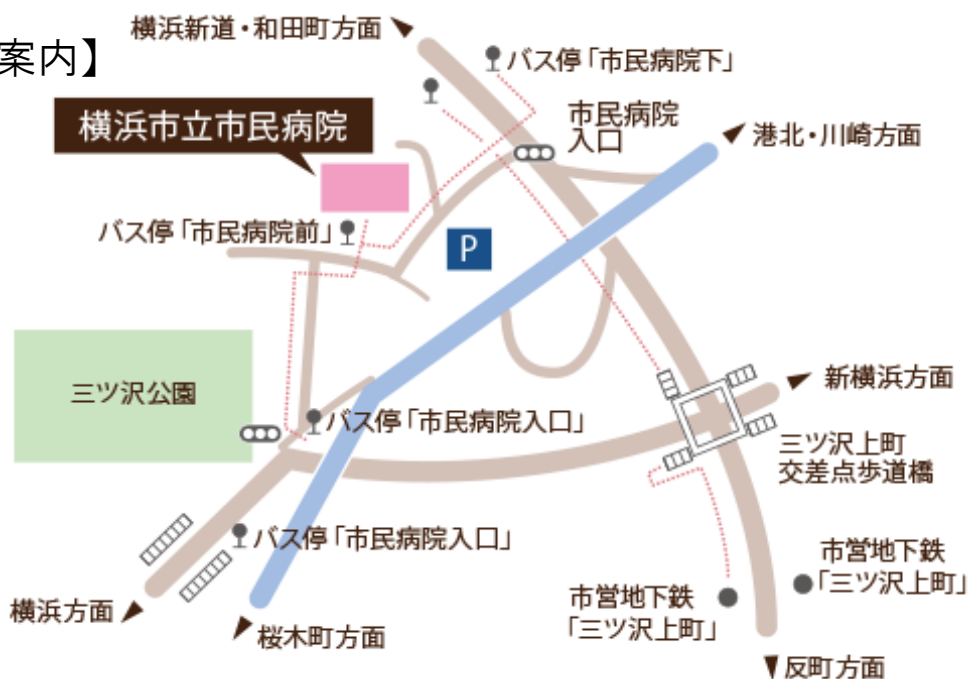 横浜新道・和田町方面
案内】
バス停「市民病院下」
横浜市立市民病院
市民病院
入口
港北・川崎方面
バス停「市民病院前」
P
三ツ沢公園
新横浜方面
バス停「市民病院入口」
三ツ沢上町
交差点歩道橋
バス停「市民病院入口」
市営地下鉄
「三ツ沢上町」
市営地下鉄
「三ツ沢上町」
横浜方面
桜木町方面
反町方面